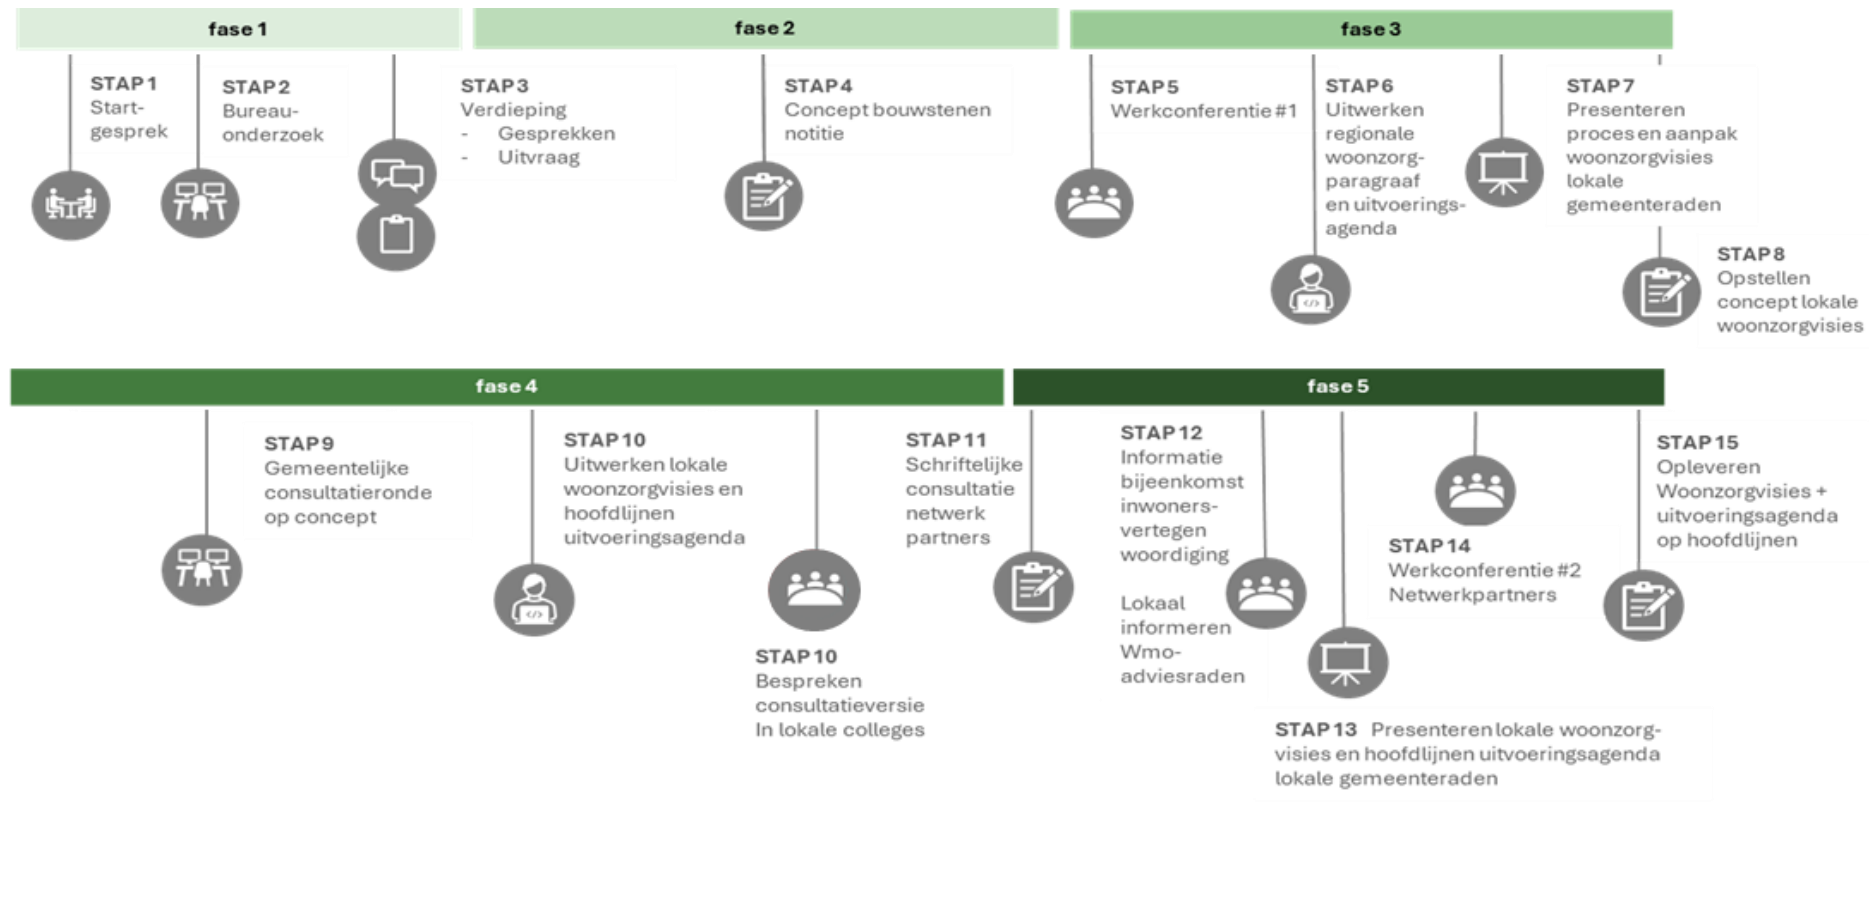 fase 1
fase 2
fase 3
STAP 1
Start-
gesprek
STAP 2
Bureau-
onderzoek
STAP 3
Verdieping
- Gesprekken
- Uitvraag
STAP 4
Concept bouwstenen
notitie
STAP 5
Werkconferentie #1
STAP 6
Uitwerken
regionale
woonzorg-
paragraaf
en uitvoerings-
agenda
STAP 7
Presenteren
proces en aanpak
woonzorgvisies
lokale
gemeenteraden
STAP 8
Opstellen
concept lokale
woonzorgvisies
fase 4
fase 5
STAP 9
Gemeentelijke
consultatieronde
op concept
STAP 10
Uitwerken lokale
woonzorgvisies en
hoofdlijnen
uitvoeringsagenda
STAP 10
Bespreken
consultatieversie
In lokale colleges
STAP 11
Schriftelijke
consultatie
netwerk
partners
STAP 12
Informatie
bijeenkomst
inwoners-
vertegen
woordiging
Lokaal
informeren
Wmo-
adviesraden
STAP 13 Presenteren lokale woonzorg-
visies en hoofdlijnen uitvoeringsagenda
lokale gemeenteraden
STAP 14
Werkconferentie #2
Netwerkpartners
STAP 15
Opleveren
Woonzorgvisies +
uitvoeringsagenda
op hoofdlijnen